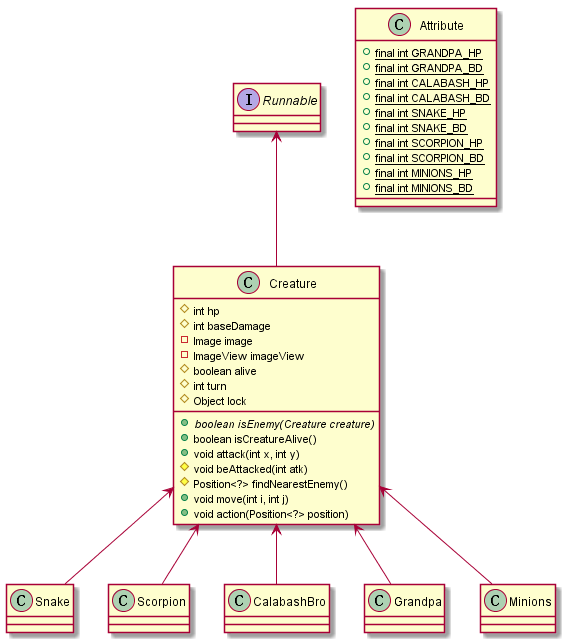 C Attribute
final int GRANDPA_HP
final int GRANDPA_BD
final int CALABASH_HP
final int CALABASH_BD
final int SNAKE_HP
final int SNAKE_BD
final int SCORPION_HP
final int SCORPION_BD
final int MINIONS_HP
final int MINIONS_BD
I Runnable
C Creature
int hp
int baseDamage
Image image
ImageView imageView
boolean alive
int turn
Object lock
boolean isEnemy(Creature creature)
boolean isCreatureAlive()
void attack(int x, int y)
void beAttacked(int atk)
Position<?> findNearestEnemy()
void move(int i, int j)
void action(Position<?> position)
C Snake
C Scorpion
C CalabashBro
C Grandpa
C Minions